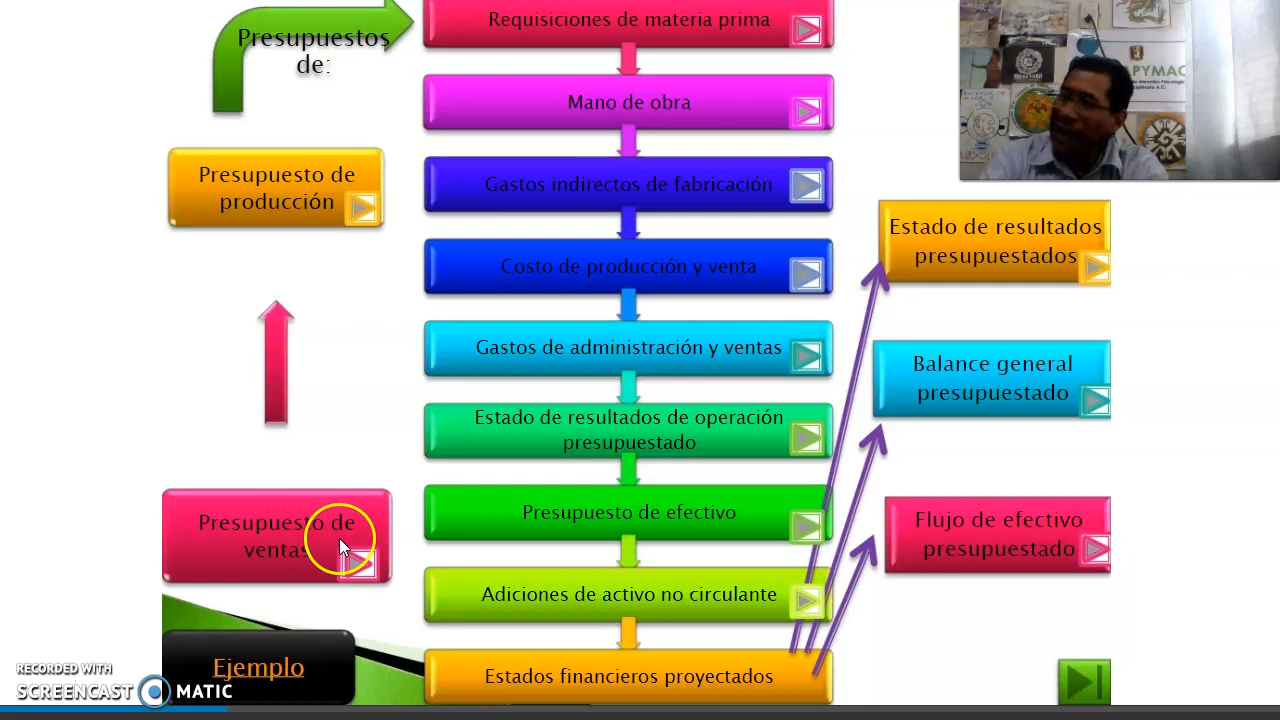 Presupuestos
de:
Presupuesto de
producción
Presupuesto de
ventas
Ejemplo
Requisiciones de materia prima
Mano de obra
Gastos indirectos de fabricación
Costo de producción y venta
Gastos de administración y ventas
Estado de resultados de operación
presupuestado
Presupuesto de efectivo
Adiciones de activo no circulante
Estados financieros proyectados
Estado de resultados
presupuestados
Balance general
presupuestado
Flujo de efectivo
presupuestado
RECORDED WITH
SCREENCAST MATIC